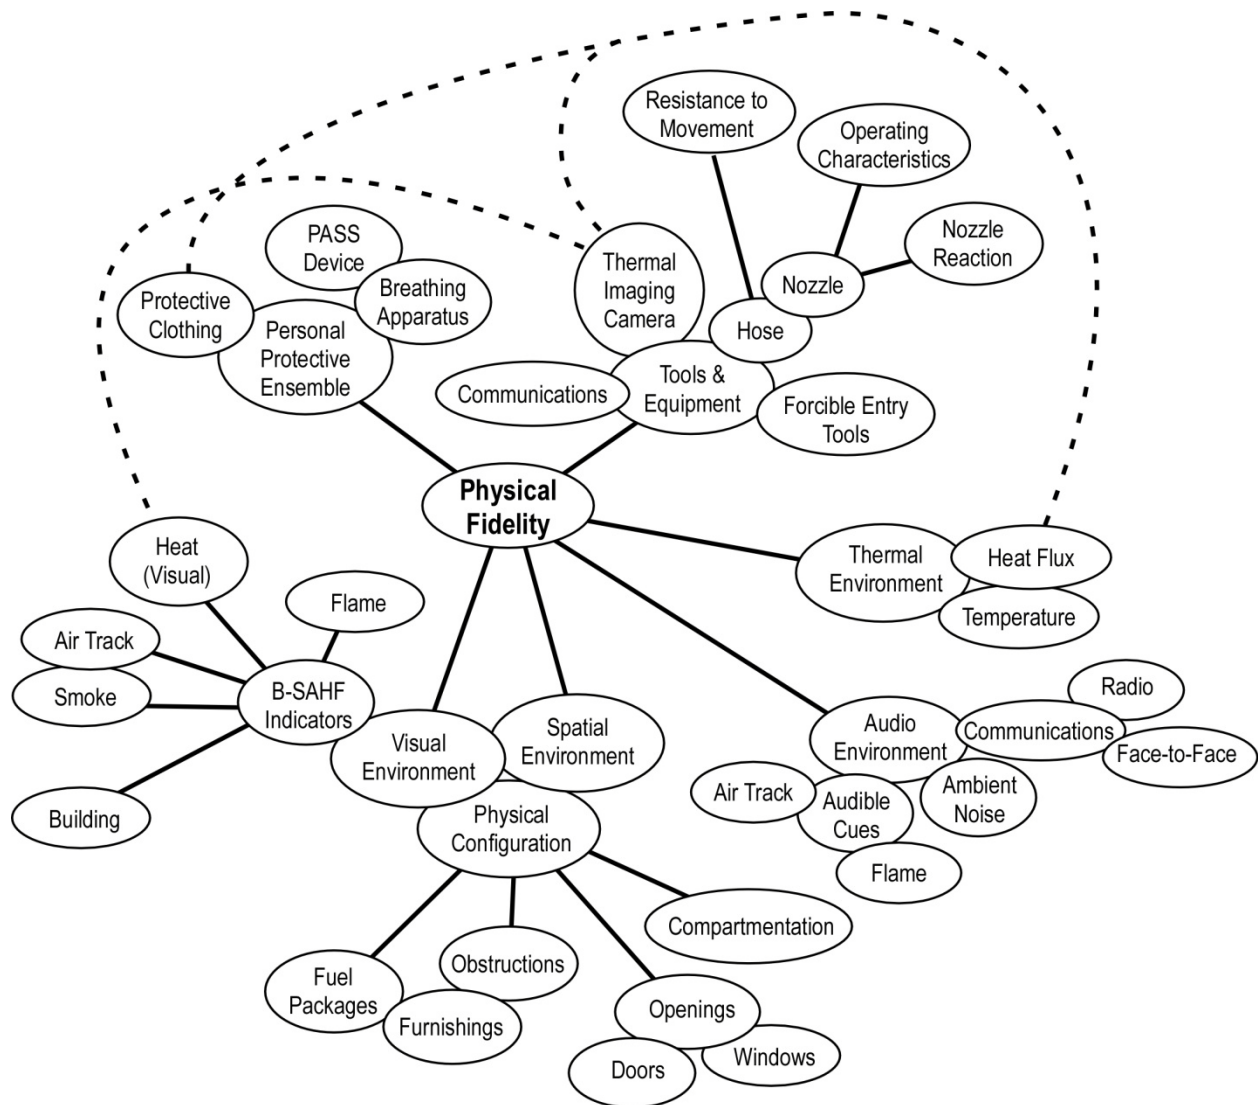 Resistance to
Movement
Operating
Characteristics
Nozzle
Reaction
PASS
Device
Protective
Clothing
Breathing
Apparatus
Personal
Protective
Ensemble
Thermal
Imaging
Camera
Nozzle
Hose
Communications
Tools &
Equipment
Forcible Entry
Tools
Physical
Fidelity
Heat
(Visual)
Flame
Air Track
Smoke
B-SAHF
Indicators
Building
Visual
Environment
Spatial
Environment
Thermal
Environment
Heat Flux
Temperature
Audio
Environment
Communications
Radio
Face-to-Face
Air Track
Audible
Cues
Ambient
Noise
Flame
Physical
Configuration
Compartmentation
Fuel
Packages
Obstructions
Furnishings
Openings
Doors
Windows